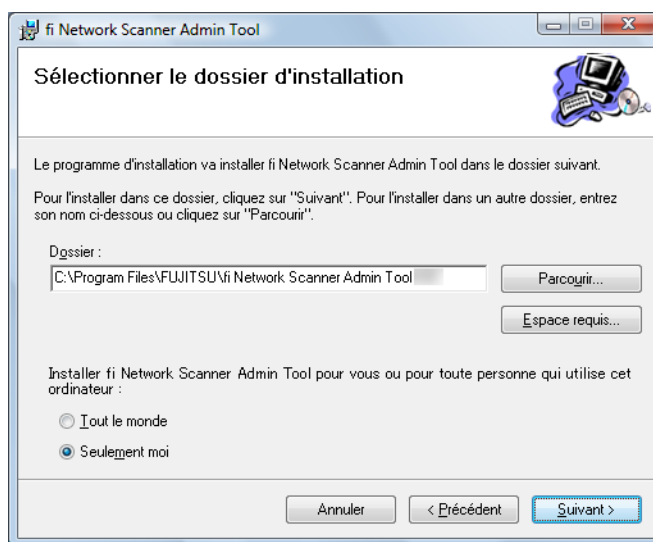 fi Network Scanner Admin Tool
Sélectionner le dossier d'installation
Le programme d'installation va installer fi Network Scanner Admin Tool dans le dossier suivant.
Pour l'installer dans ce dossier, cliquez sur "Suivant". Pour l'installer dans un autre dossier, entrez
son nom ci-dessous ou cliquez sur "Parcourir".
Dossier :
C:\Program Files\FUJITSU\fi Network Scanner Admin Tool
Parcourir...
Espace requis...
Installer fi Network Scanner Admin Tool pour vous ou pour toute personne qui utilise cet
ordinateur :
Tout le monde
Seulement moi
Annuler
< Précédent
Suivant >